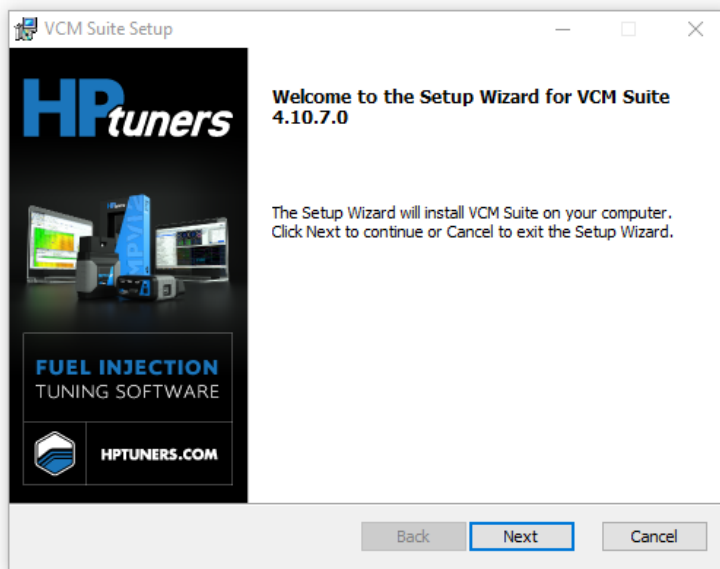 VCM Suite Setup
HPtuners
Welcome to the Setup Wizard for VCM Suite
4.10.7.0
The Setup Wizard will install VCM Suite on your computer.
Click Next to continue or Cancel to exit the Setup Wizard.
MPVI2
FUEL INJECTION
TUNING SOFTWARE
HPTUNERS.COM
Back
Next
Cancel